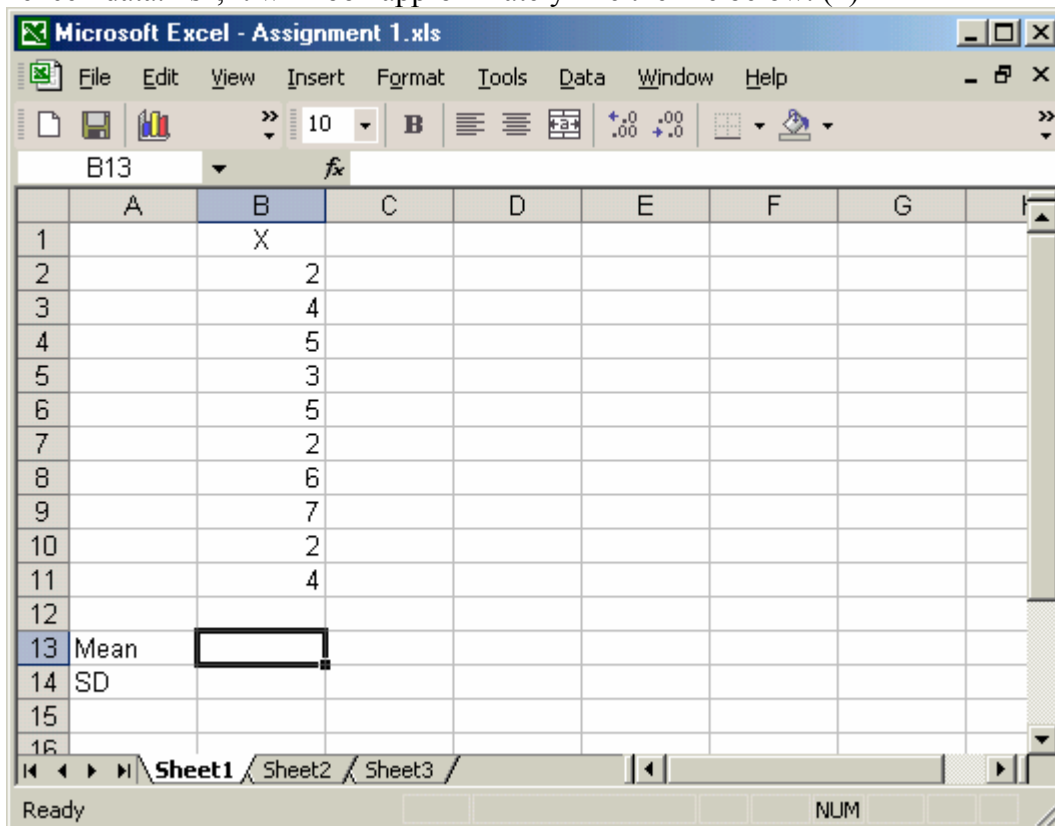 Microsoft Excel - Assignment 1.xls
File Edit View Insert Format Tools Data Window Help
10 B
B13 fx
A B C D E F G
1 X
2 2
3 4
4 5
5 3
6 5
7 2
8 6
9 7
10 2
11 4
12
13 Mean
14 SD
15
16
Sheet1 Sheet2 Sheet3
Ready NUM